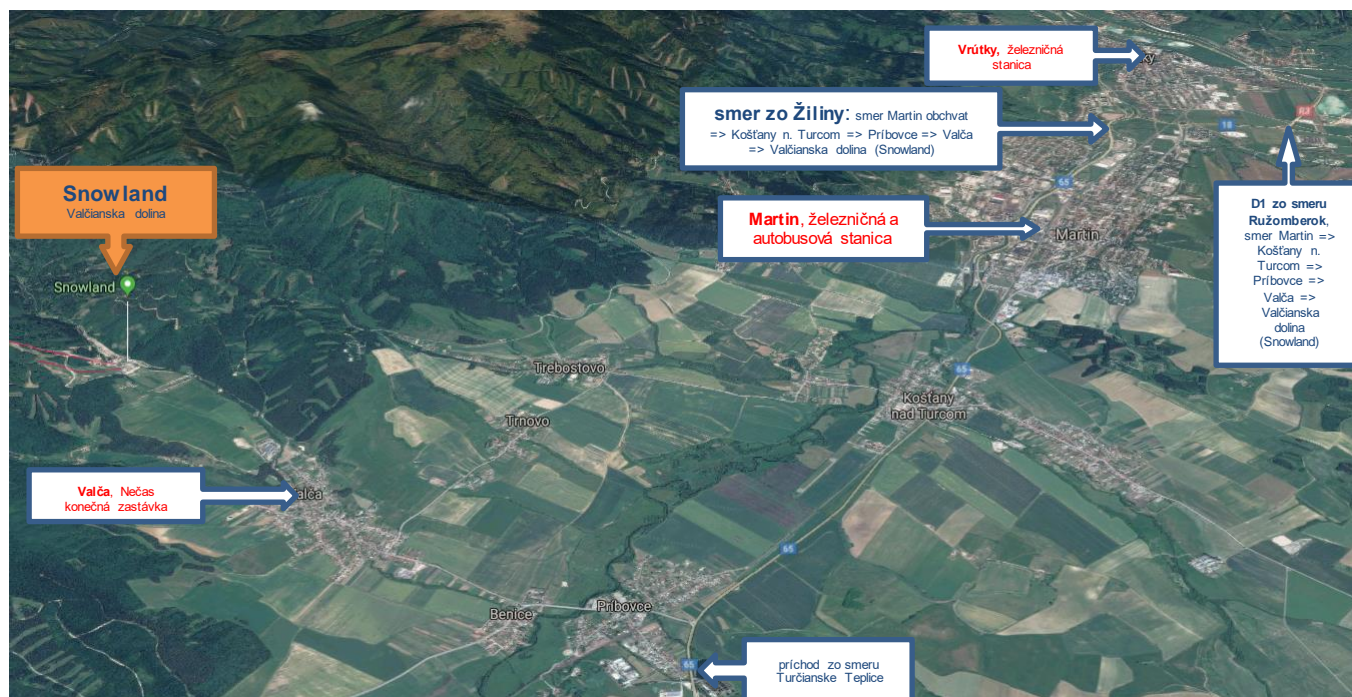 Vrútky, železničná
stanica
smer zo Žiliny: smer Martin obchvat
=> Košťany n. Turcom => Príbovce => Valča
=> Valčianska dolina (Snowland)
R3
18
65
Snowland
Valčianska dolina
Martin, železničná a
autobusová stanica
Martin
D1 zo smeru
Ružomberok,
smer Martin =>
Košťany n.
Turcom =>
Príbovce =>
Valča =>
Valčianska
dolina
(Snowland)
Snowland
Trebostovo
65
Košťany
nad Turcom
Trnovo
Valča, Nečas
konečná zastávka
65
Príbovce
Benice
65
príchod zo smeru
Turčianske Teplice